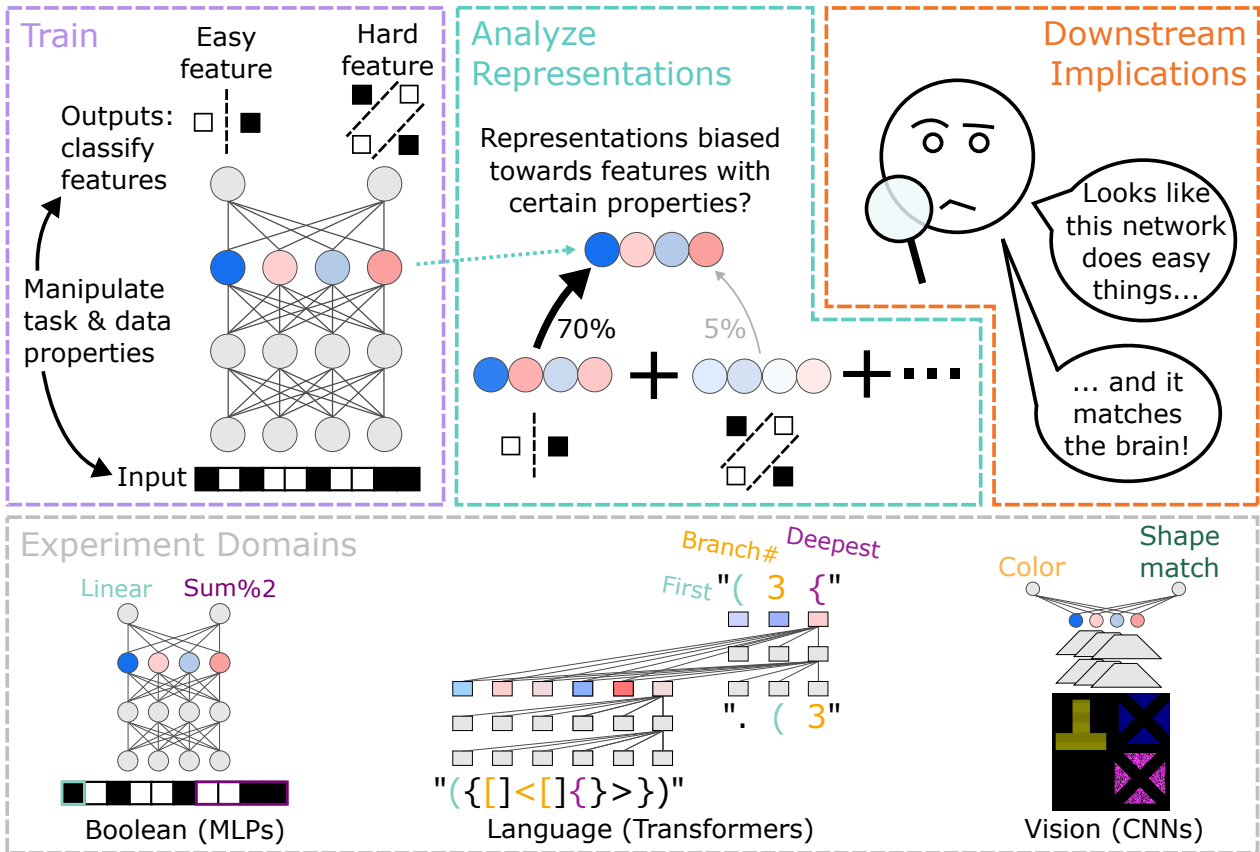 Train
Easy
feature
Hard
feature
Outputs:
classify
features
Manipulate
task & data
properties
Input
Analyze
Representations
Representations biased
towards features with
certain properties?
70%
5%
Downstream
Implications
Looks like
this network
does easy
things...
... and it
matches
the brain!
Experiment Domains
Linear
Sum%2
Boolean (MLPs)
Branch#
Deepest
First
"( 3 {"
". ( 3"
"({[]<[]{}>})"
Language (Transformers)
Color
Shape
match
Vision (CNNs)